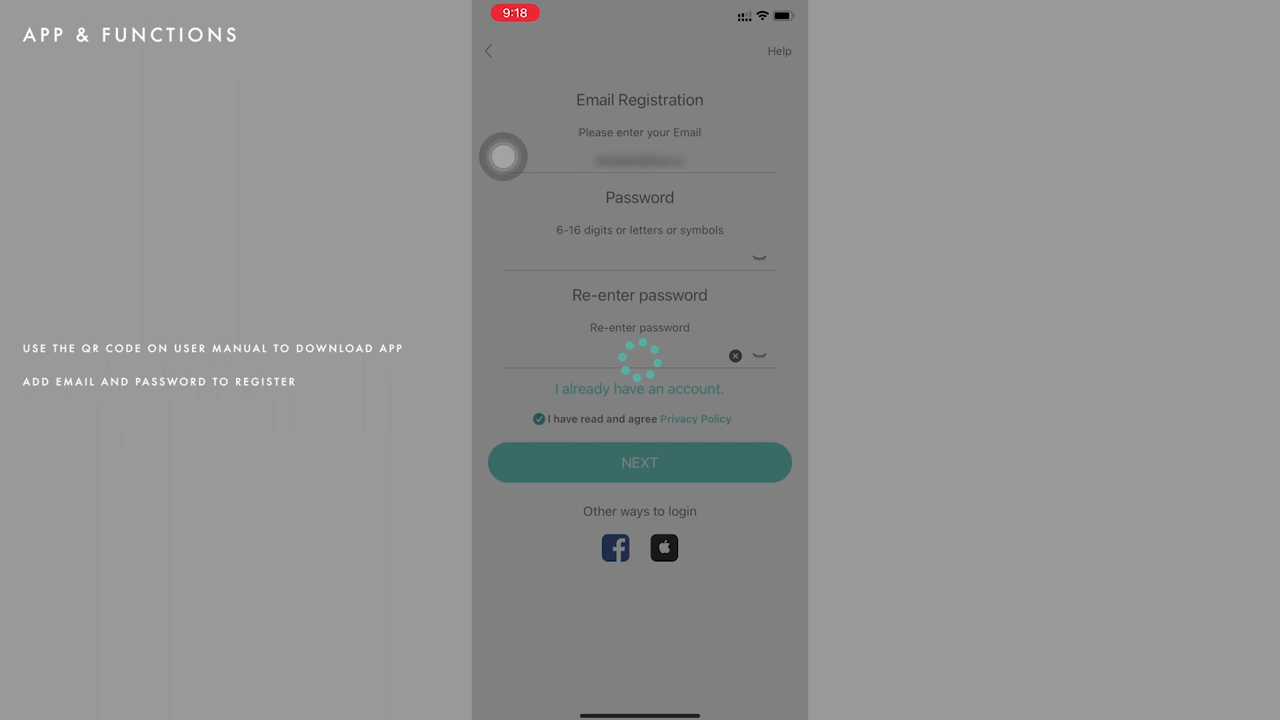 APP & FUNCTIONS
USE THE QR CODE ON USER MANUAL TO DOWNLOAD APP
ADD EMAIL AND PASSWORD TO REGISTER
9:18
Help
Email Registration
Please enter your Email
Password
6-16 digits or letters or symbols
Re-enter password
Re-enter password
I already have an account.
I have read and agree Privacy Policy
NEXT
Other ways to login